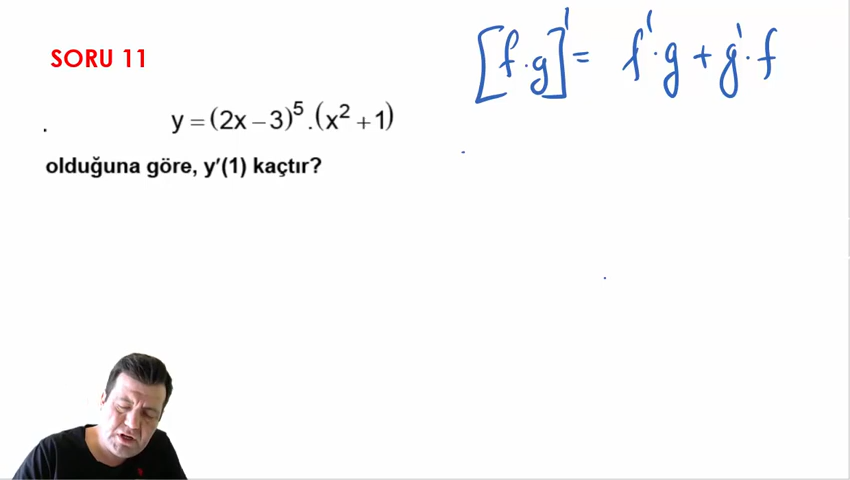 SORU 11
[f·g]' = f'·g + g'·f
y = (2x – 3)⁵.(x² + 1)
olduğuna göre, y′(1) kaçtır?